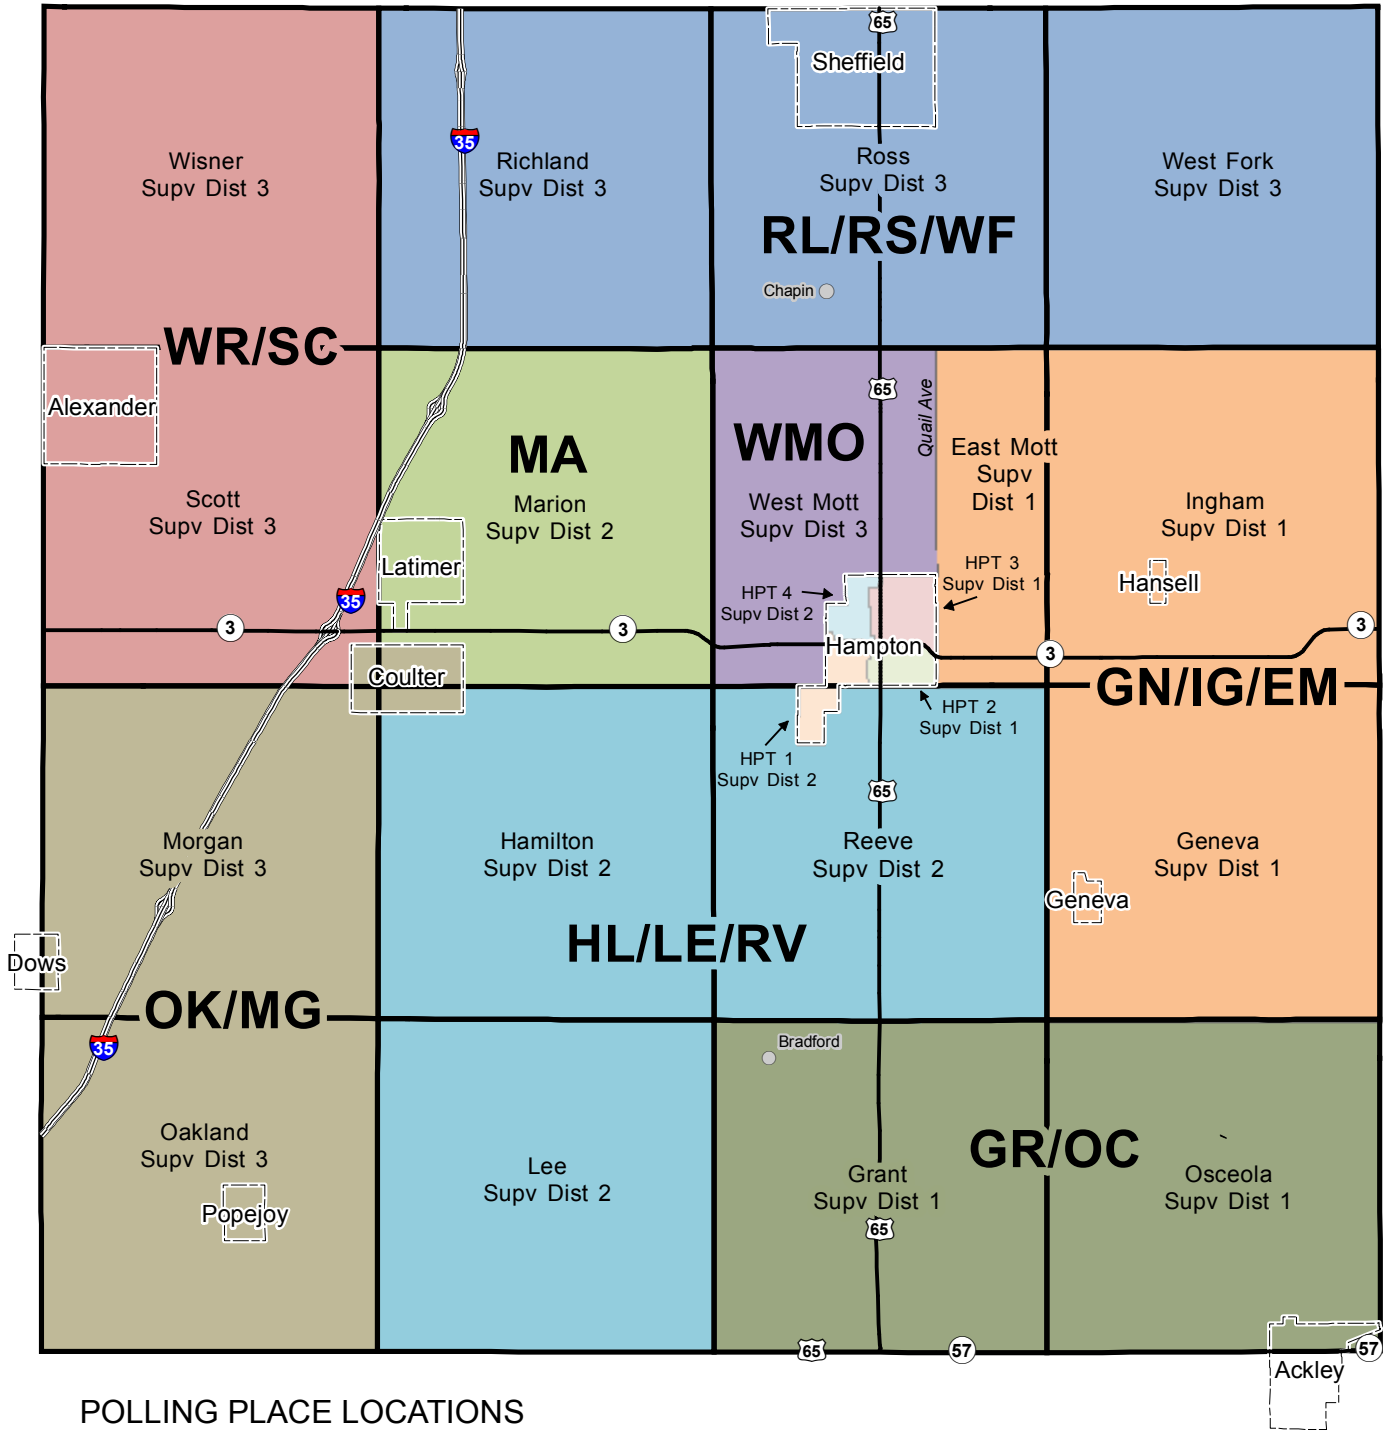 65
Sheffield
35
Wisner
Supv Dist 3
Richland
Supv Dist 3
Ross
Supv Dist 3
West Fork
Supv Dist 3
RL/RS/WF
Chapin
WR/SC
Alexander
65
Quail Ave
MA
WMO
East Mott
Supv
Dist 1
Scott
Supv Dist 3
Marion
Supv Dist 2
West Mott
Supv Dist 3
Ingham
Supv Dist 1
Latimer
HPT 3
Supv Dist 1
Hansell
HPT 4
Supv Dist 2
35
3
3
3
3
Hampton
Coulter
GN/IG/EM
HPT 2
Supv Dist 1
HPT 1
Supv Dist 2
65
Morgan
Supv Dist 3
Hamilton
Supv Dist 2
Reeve
Supv Dist 2
Geneva
Supv Dist 1
Geneva
HL/LE/RV
Dows
OK/MG
35
Bradford
Oakland
Supv Dist 3
GR/OC
Lee
Supv Dist 2
Grant
Supv Dist 1
Osceola
Supv Dist 1
Popejoy
65
65
57
57
Ackley
POLLING PLACE LOCATIONS